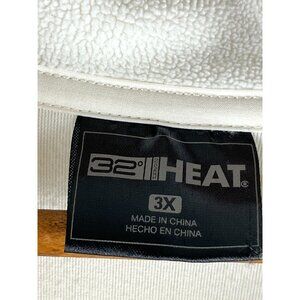 32° HEAT®
3X
MADE IN CHINA
HECHO EN CHINA